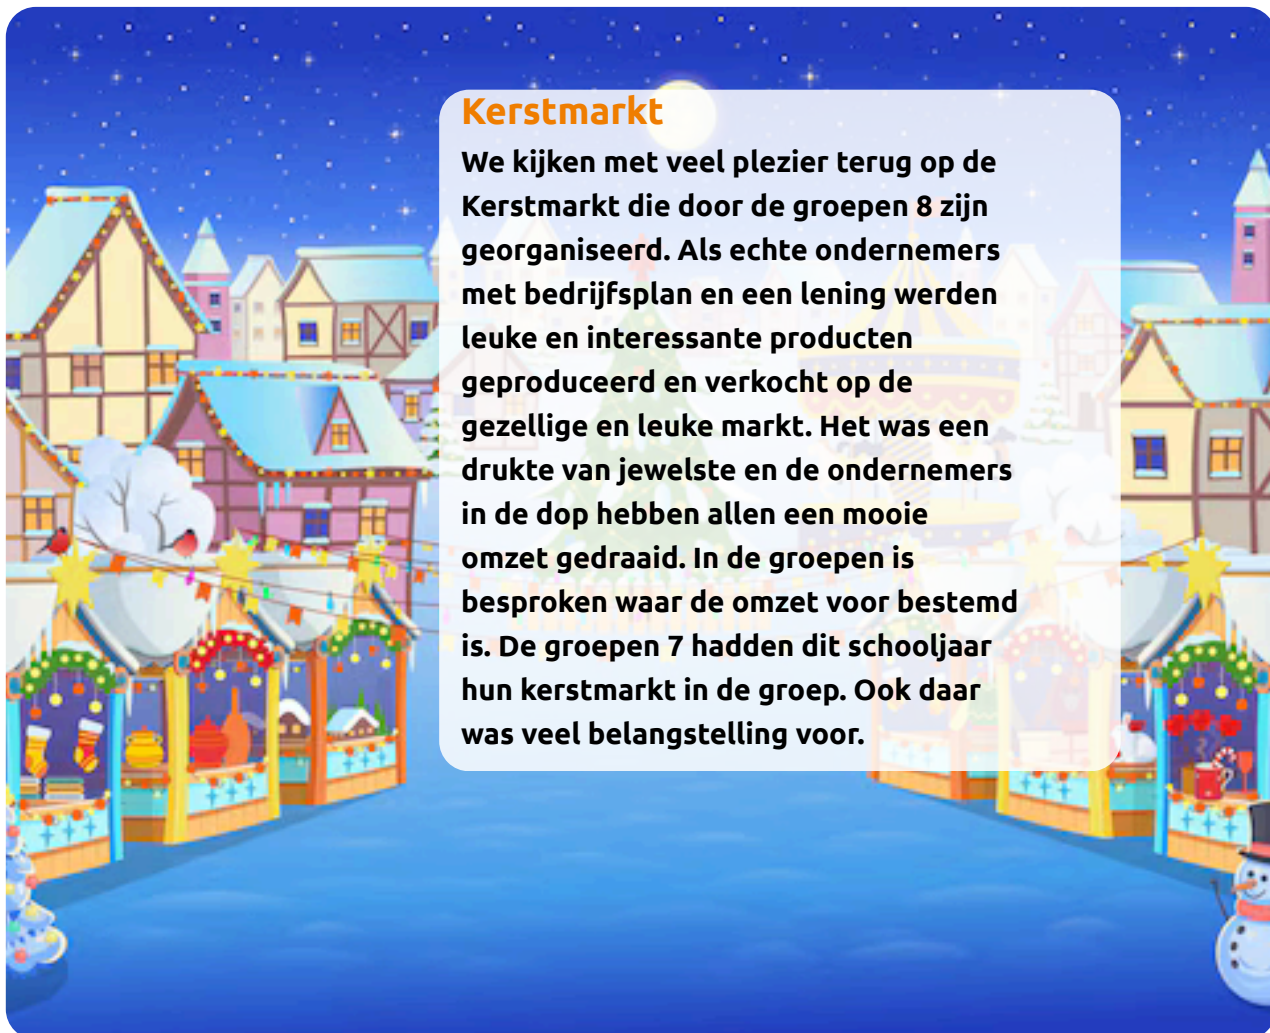 Kerstmarkt
We kijken met veel plezier terug op de
Kerstmarkt die door de groepen 8 zijn
georganiseerd. Als echte ondernemers
met bedrijfsplan en een lening werden
leuke en interessante producten
geproduceerd en verkocht op de
gezellige en leuke markt. Het was een
drukte van jewelste en de ondernemers
in de dop hebben allen een mooie
omzet gedraaid. In de groepen is
besproken waar de omzet voor bestemd
is. De groepen 7 hadden dit schooljaar
hun kerstmarkt in de groep. Ook daar
was veel belangstelling voor.